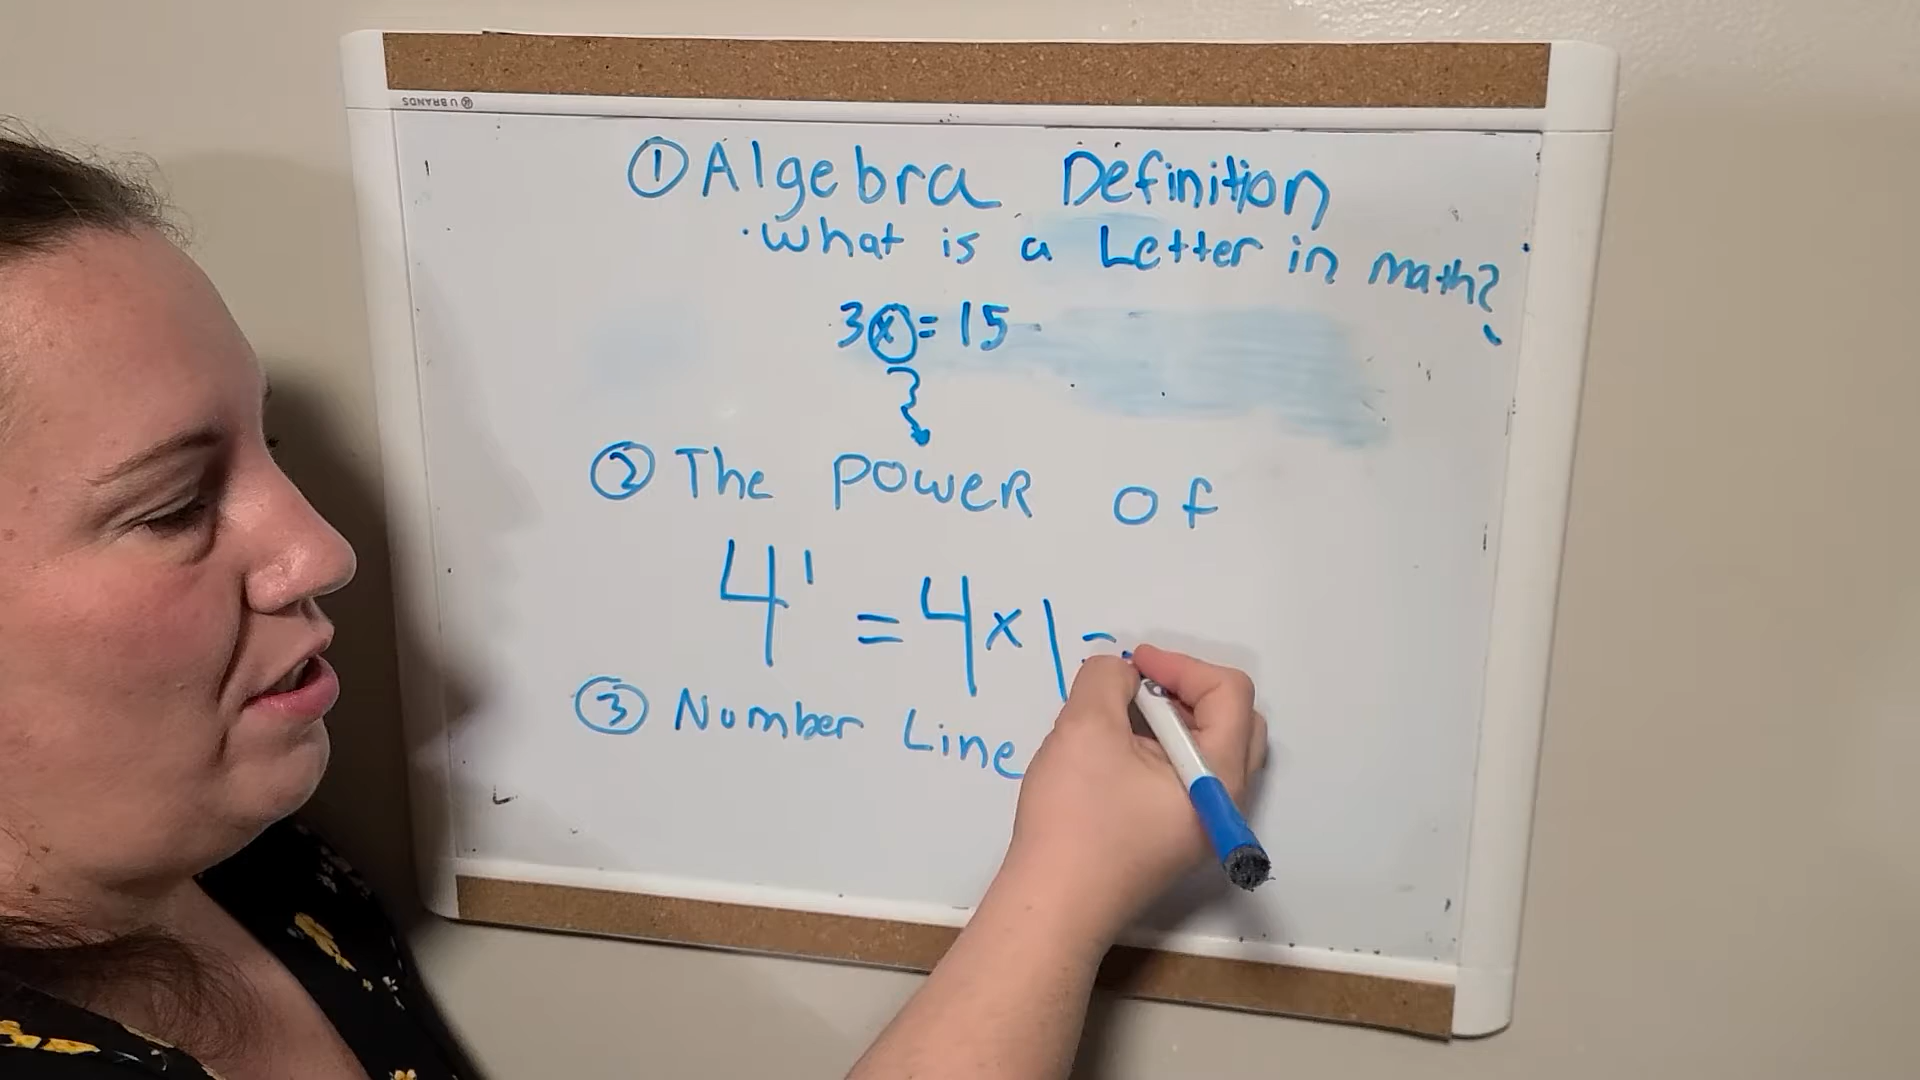 U BRANDS
① Algebra Definition
· What is a Letter in math?
3x = 15
② The power of
4¹ = 4 x 1 =
③ Number Line